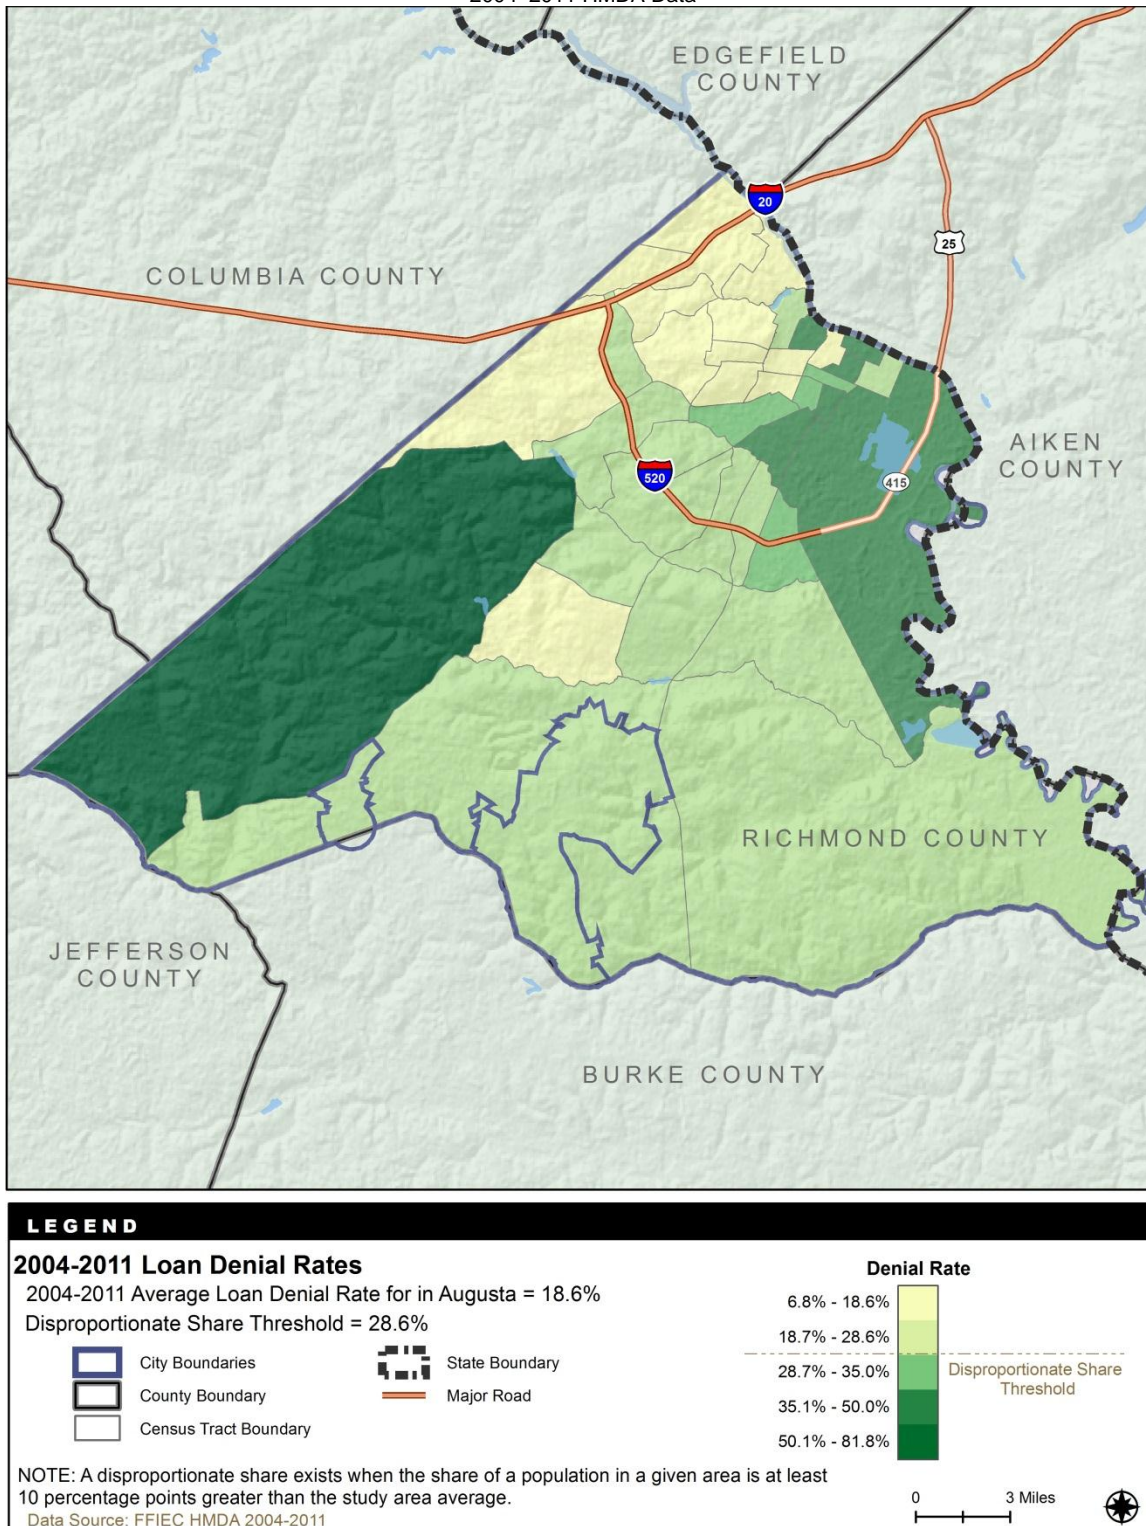 EDGEFIELD
COUNTY
20
25
COLUMBIA COUNTY
AIKEN
COUNTY
520
415
RICHMOND COUNTY
JEFFERSON
COUNTY
BURKE COUNTY
LEGEND
2004-2011 Loan Denial Rates
2004-2011 Average Loan Denial Rate for in Augusta = 18.6%
Disproportionate Share Threshold = 28.6%
City Boundaries
State Boundary
County Boundary
Major Road
Census Tract Boundary
Denial Rate
6.8% - 18.6%
18.7% - 28.6%
28.7% - 35.0%
35.1% - 50.0%
50.1% - 81.8%
Disproportionate Share
Threshold
NOTE: A disproportionate share exists when the share of a population in a given area is at least
10 percentage points greater than the study area average.
Data Source: FFIEC HMDA 2004-2011
0 3 Miles